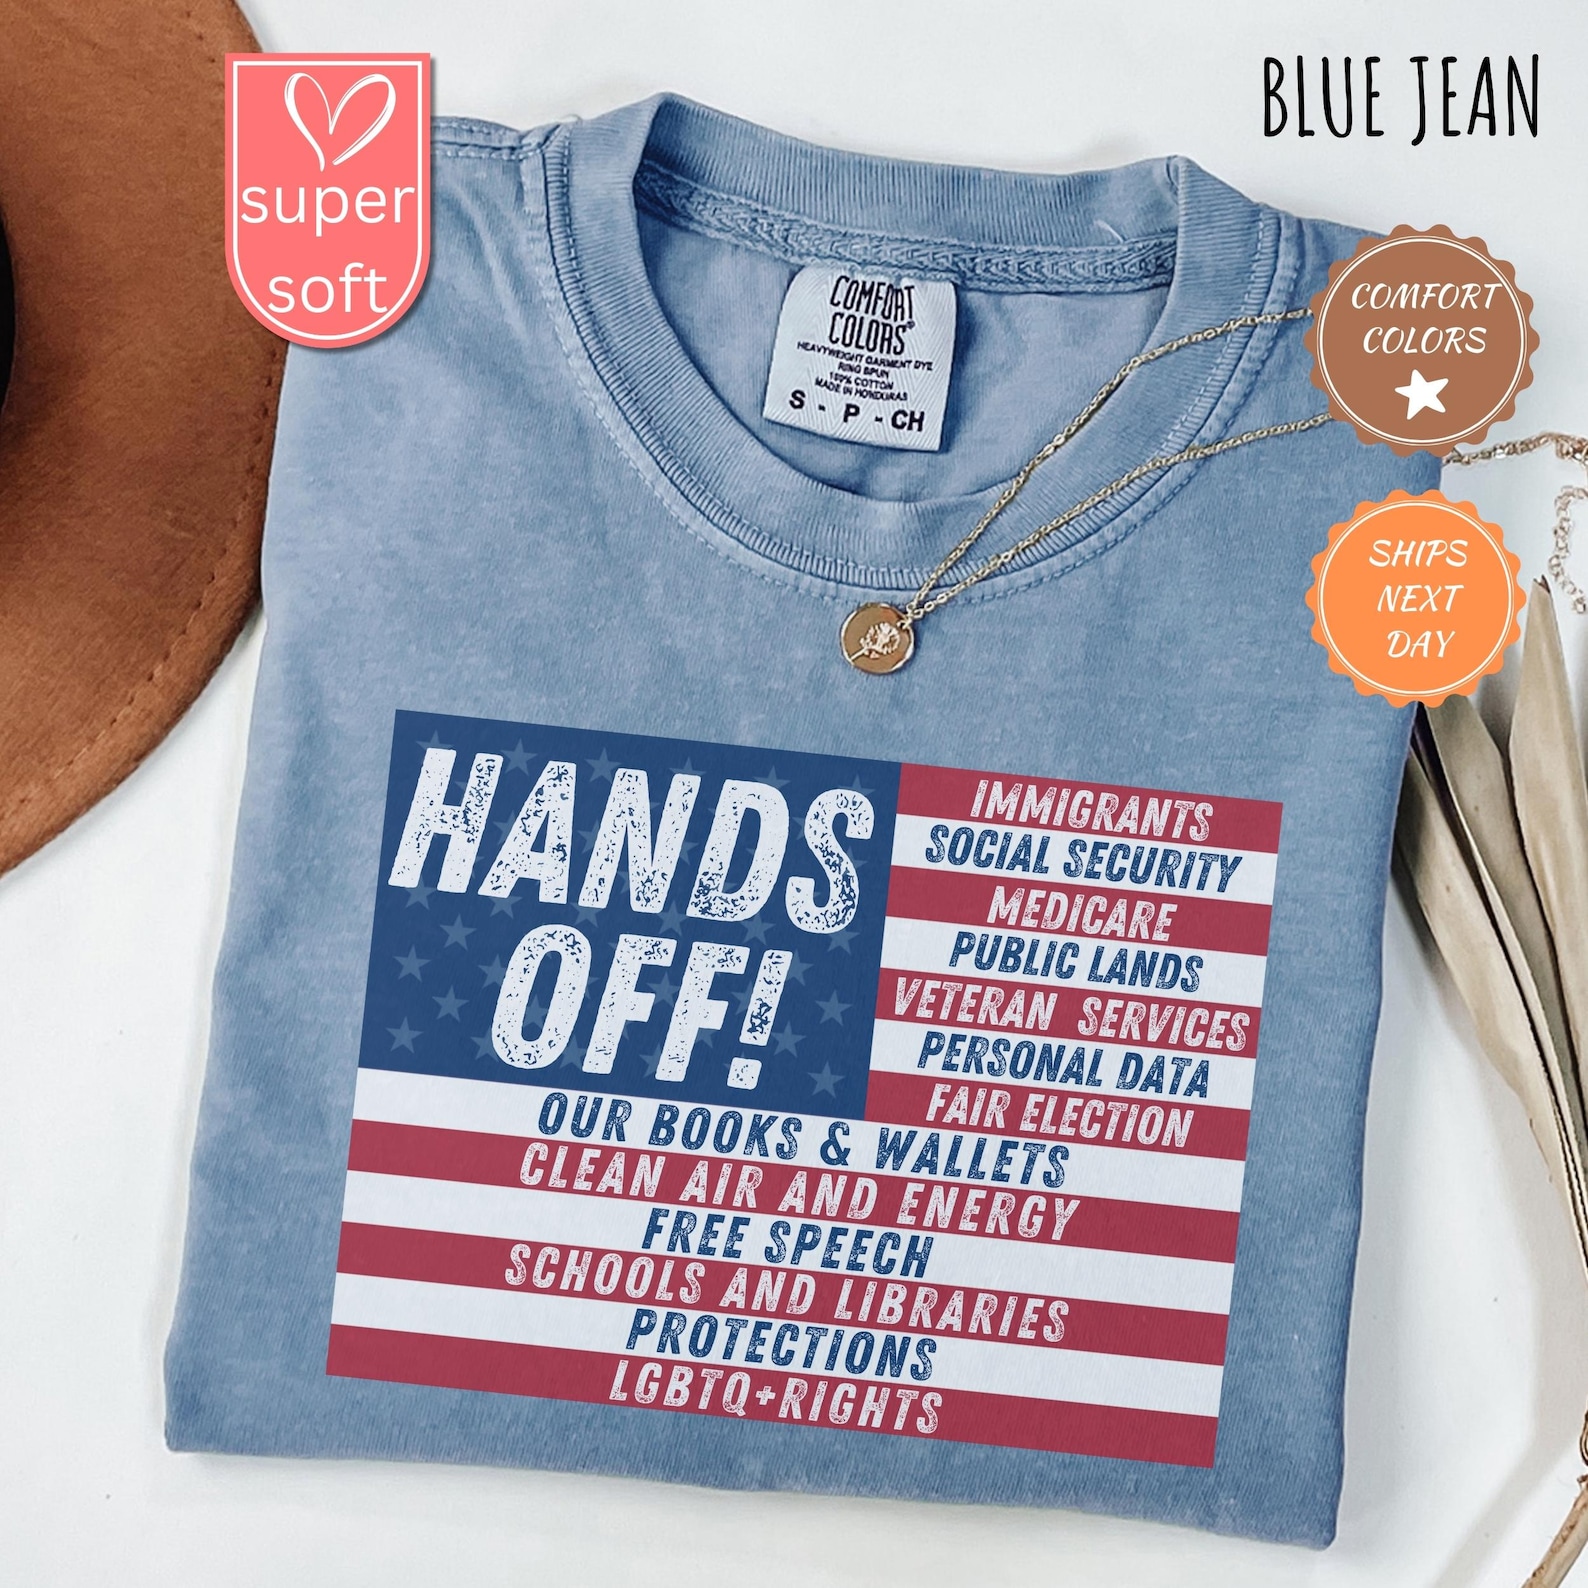 BLUE JEAN
super
soft
COMFORT
COLORS®
HEAVYWEIGHT GARMENT DYE
RING SPUN
100% COTTON
MADE IN HONDURAS
S - P - CH
COMFORT
COLORS
SHIPS
NEXT
DAY
HANDS
OFF!
IMMIGRANTS
SOCIAL SECURITY
MEDICARE
PUBLIC LANDS
VETERAN SERVICES
PERSONAL DATA
FAIR ELECTION
OUR BOOKS & WALLETS
CLEAN AIR AND ENERGY
FREE SPEECH
SCHOOLS AND LIBRARIES
PROTECTIONS
LGBTQ+RIGHTS